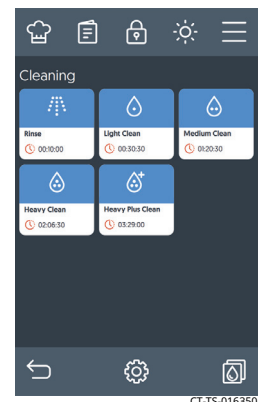 Cleaning
Rinse
00:10:00
Light Clean
00:30:30
Medium Clean
01:20:30
Heavy Clean
02:06:30
Heavy Plus Clean
03:29:00
CT-TS-016350